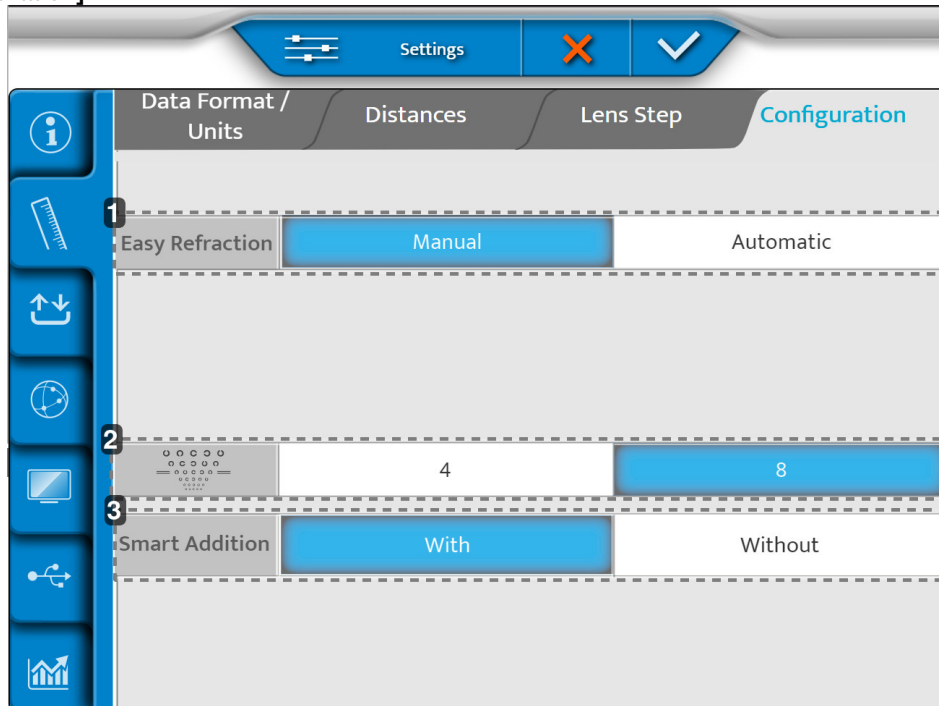 Settings
Data Format /
Units
Distances
Lens Step
Configuration
1
Easy Refraction
Manual
Automatic
2
4
8
3
Smart Addition
With
Without